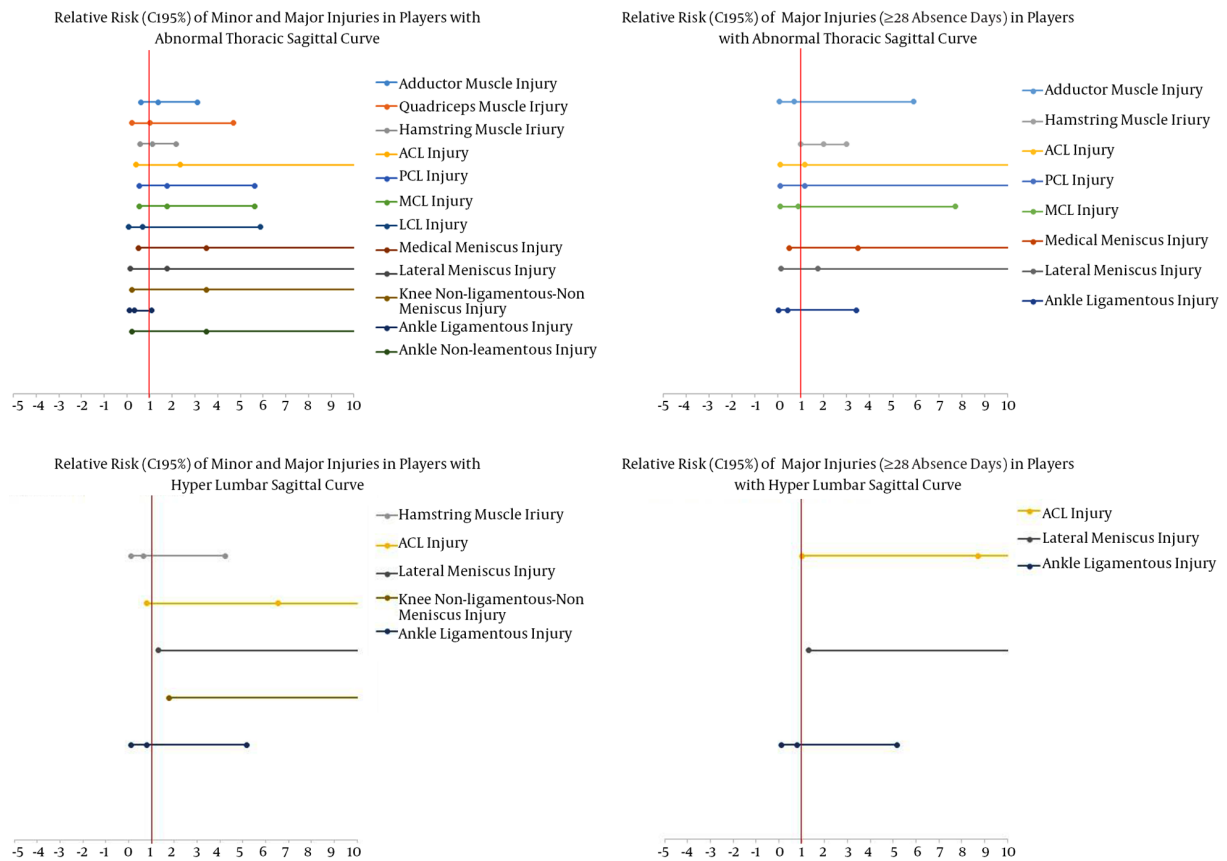 Relative Risk (C195%) of Minor and Major Injuries in Players with
Abnormal Thoracic Sagittal Curve
Adductor Muscle Injury
Quadriceps Muscle Injury
Hamstring Muscle Iriury
ACL Injury
PCL Injury
MCL Injury
LCL Injury
Medical Meniscus Injury
Lateral Meniscus Injury
Knee Non-ligamentous-Non
Meniscus Injury
Ankle Ligamentous Injury
Ankle Non-leamentous Injury
-5 -4 -3 -2 -1 0 1 2 3 4 5 6 7 8 9 10
Relative Risk (C195%) of Major Injuries (≥28 Absence Days) in Players
with Abnormal Thoracic Sagittal Curve
Adductor Muscle Injury
Hamstring Muscle Iriury
ACL Injury
PCL Injury
MCL Injury
Medical Meniscus Injury
Lateral Meniscus Injury
Ankle Ligamentous Injury
-5 -4 -3 -2 -1 0 1 2 3 4 5 6 7 8 9 10
Relative Risk (C195%) of Minor and Major Injuries in Players with
Hyper Lumbar Sagittal Curve
Hamstring Muscle Iriury
ACL Injury
Lateral Meniscus Injury
Knee Non-ligamentous-Non
Meniscus Injury
Ankle Ligamentous Injury
-5 -4 -3 -2 -1 0 1 2 3 4 5 6 7 8 9 10
Relative Risk (C195%) of Major Injuries (≥28 Absence Days) in Players
with Hyper Lumbar Sagittal Curve
ACL Injury
Lateral Meniscus Injury
Ankle Ligamentous Injury
-5 -4 -3 -2 -1 0 1 2 3 4 5 6 7 8 9 10